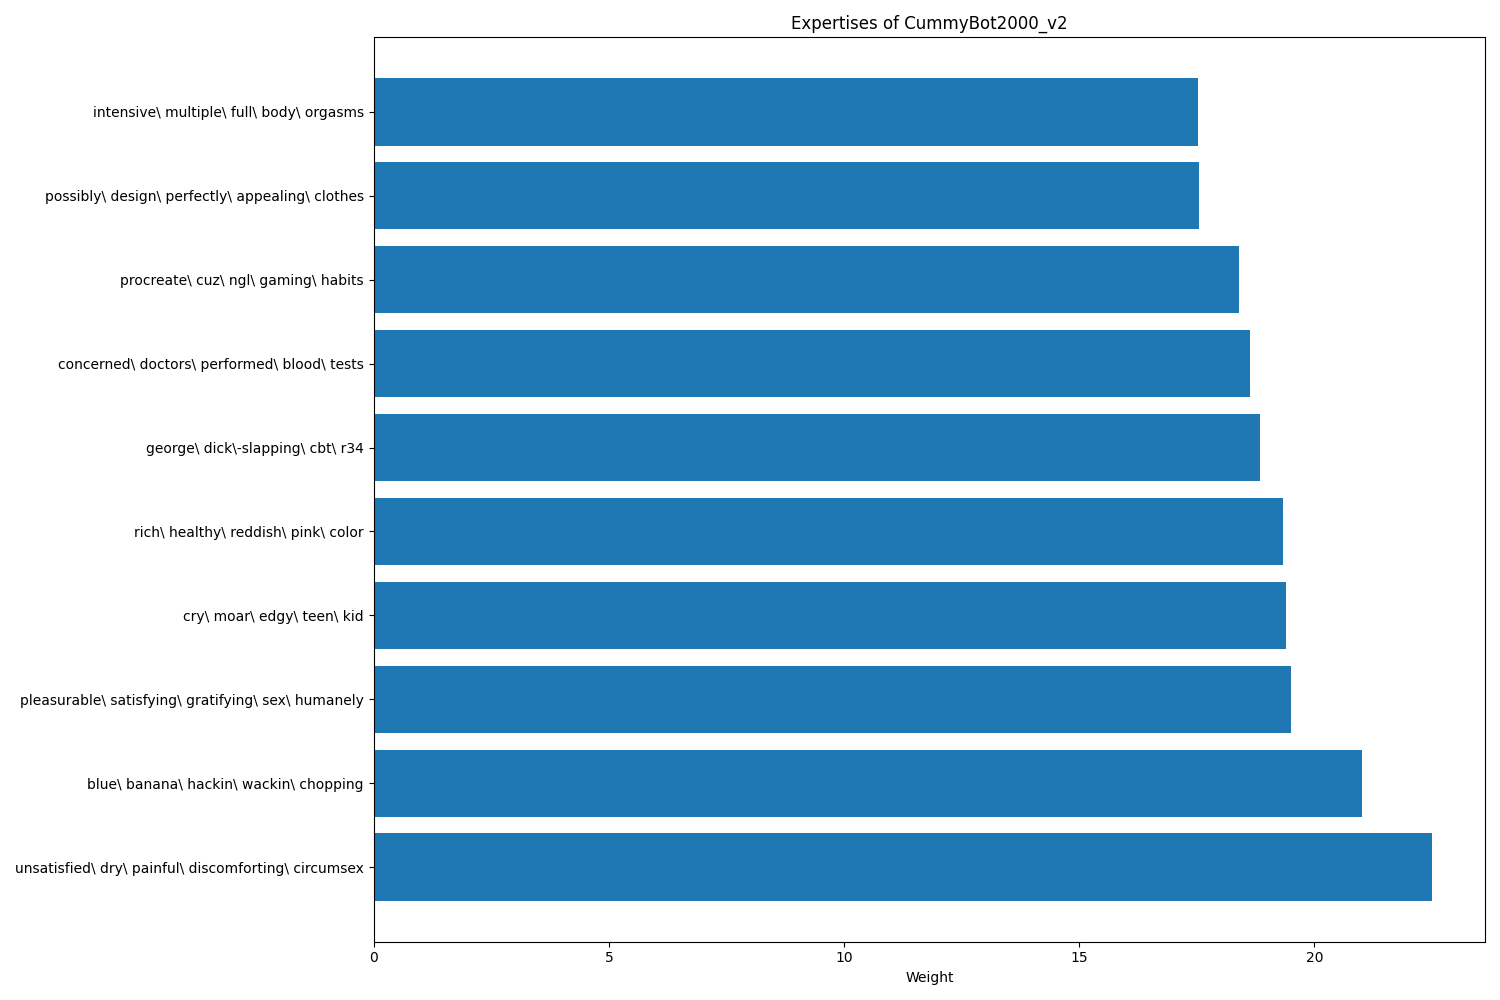 Expertises of CummyBot2000_v2
intensive\ multiple\ full\ body\ orgasms
possibly\ design\ perfectly\ appealing\ clothes
procreate\ cuz\ ngl\ gaming\ habits
concerned\ doctors\ performed\ blood\ tests
george\ dick\-slapping\ cbt\ r34
rich\ healthy\ reddish\ pink\ color
cry\ moar\ edgy\ teen\ kid
pleasurable\ satisfying\ gratifying\ sex\ humanely
blue\ banana\ hackin\ wackin\ chopping
unsatisfied\ dry\ painful\ discomforting\ circumsex
0 5 10 15 20
Weight